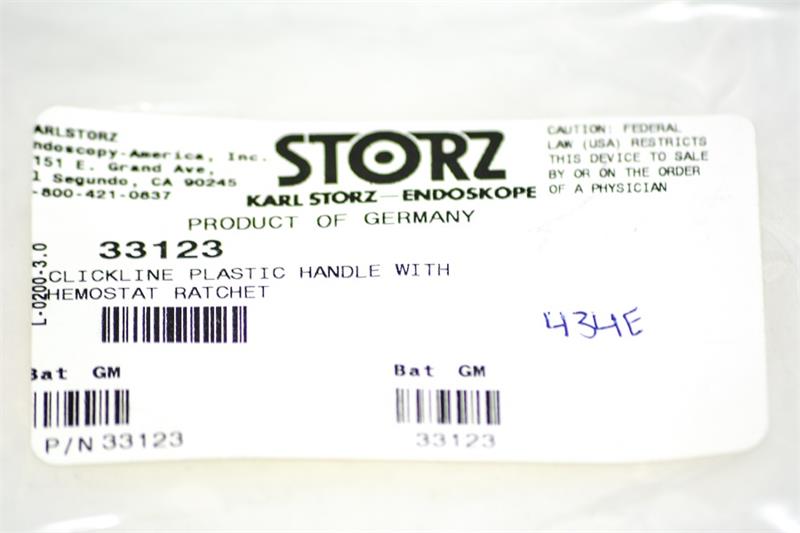 ARLSTORZ
ndoscopy-America, Inc.
151 E. Grand Ave,
l Segundo, CA 90245
-800-421-0837
STORZ
KARL STORZ—ENDOSKOPE
CAUTION: FEDERAL
LAW (USA) RESTRICTS
THIS DEVICE TO SALE
BY OR ON THE ORDER
OF A PHYSICIAN
PRODUCT OF GERMANY
33123
L-0200-3.0
CLICKLINE PLASTIC HANDLE WITH
HEMOSTAT RATCHET
434E
Bat GM
Bat GM
P/N 33123
33123